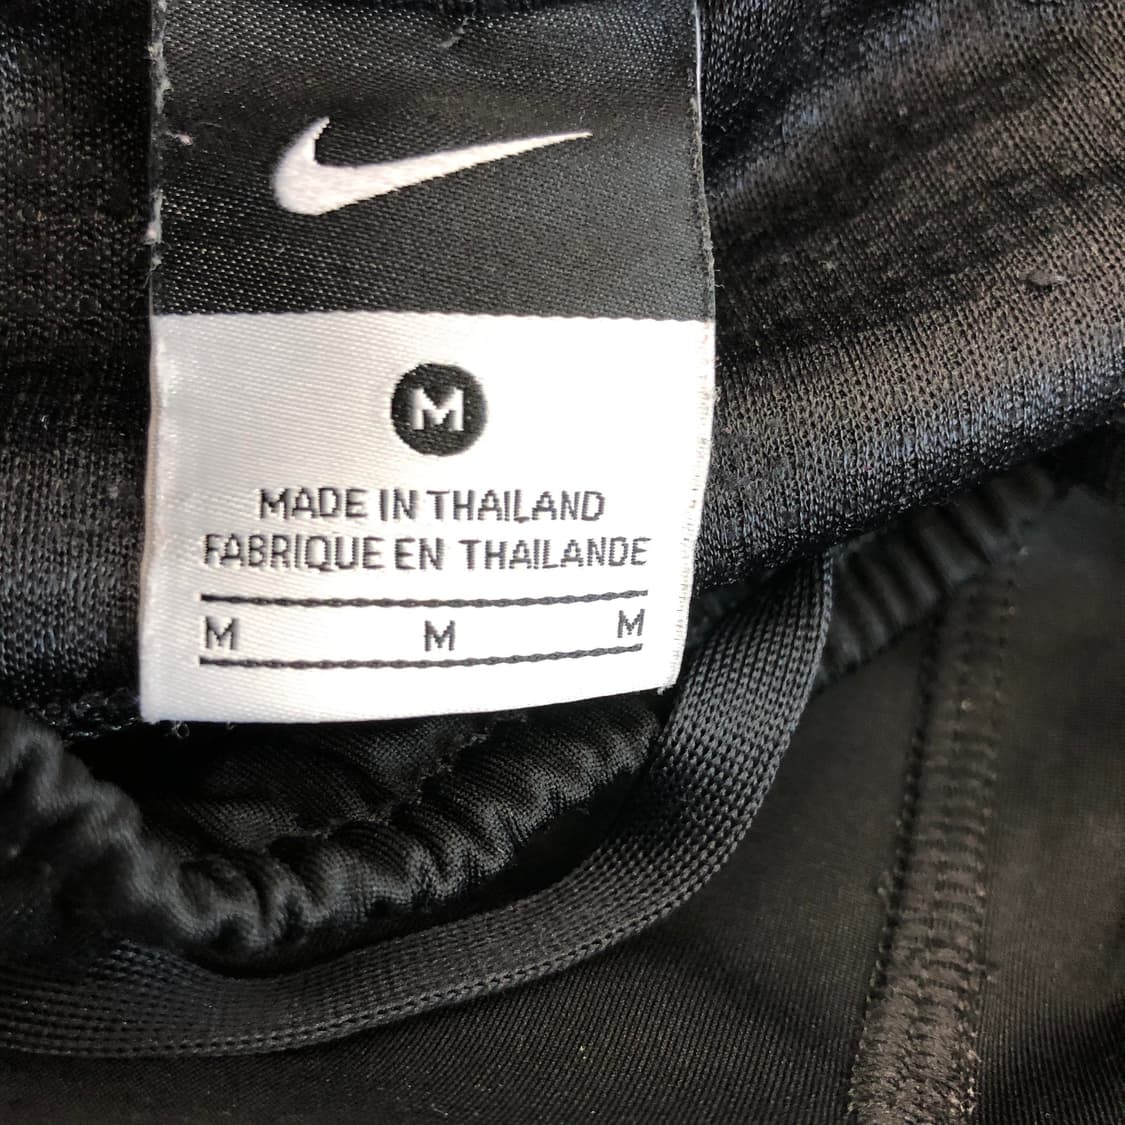 M
MADE IN THAILAND
FABRIQUE EN THAILANDE
M M M